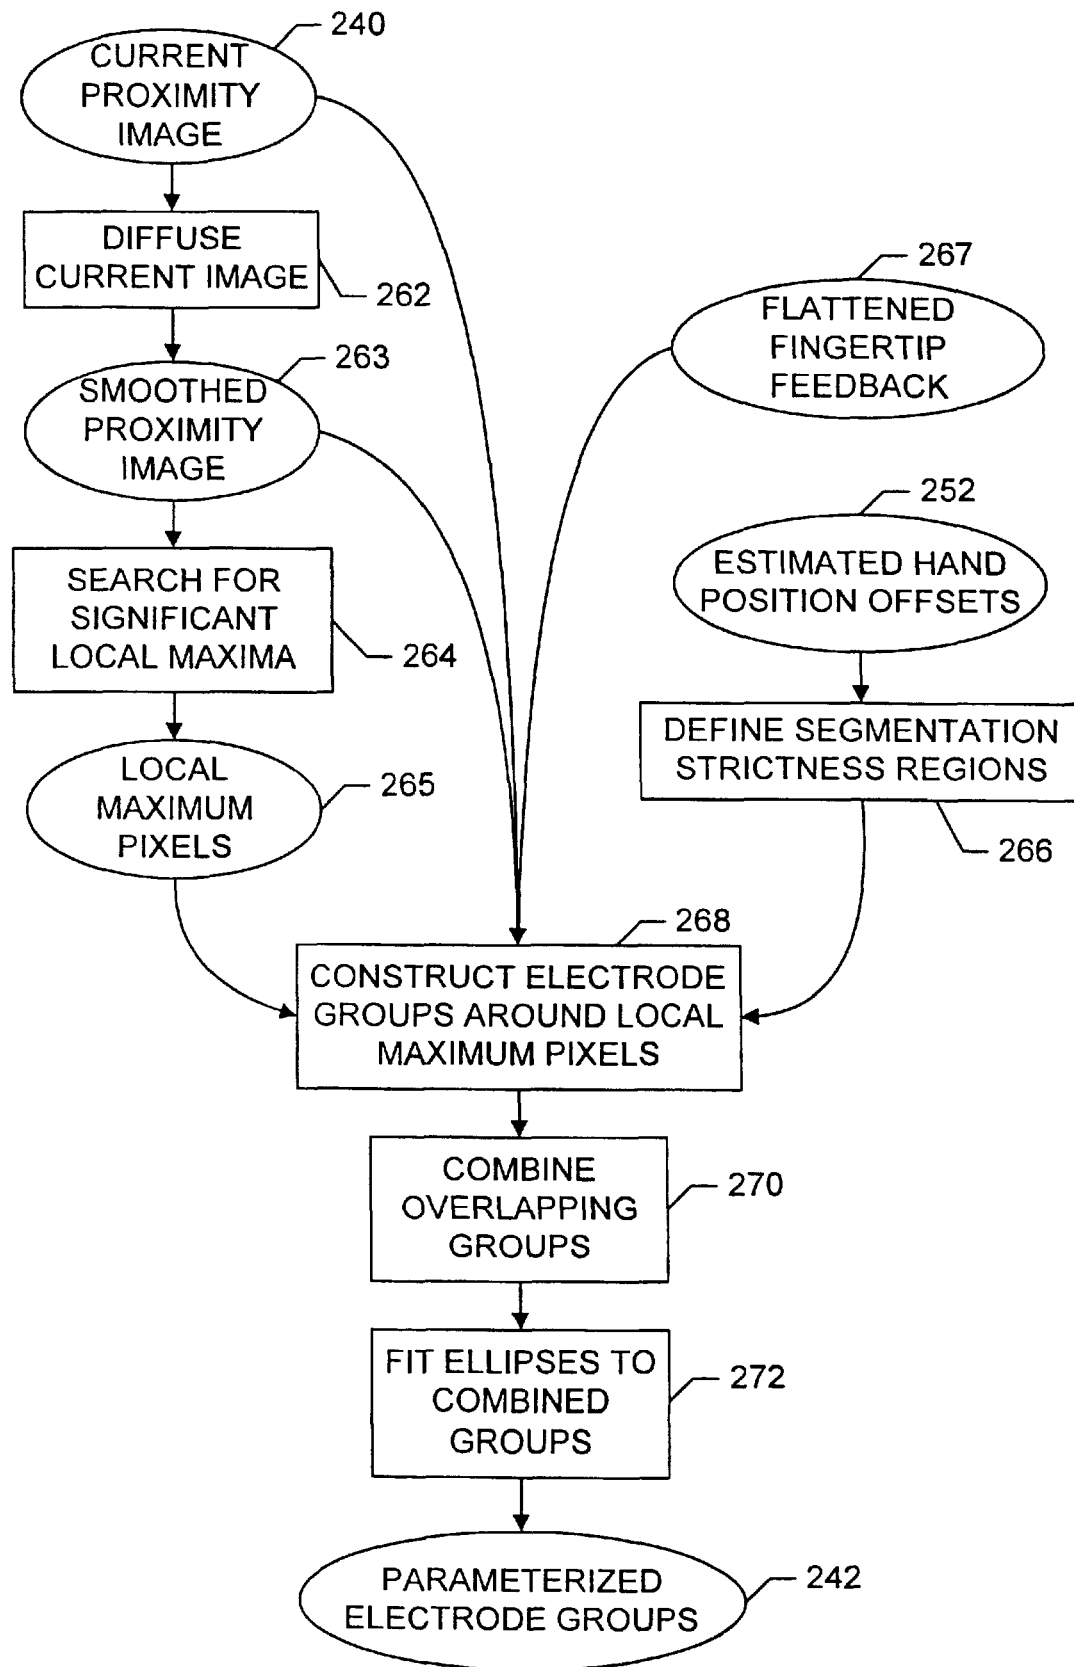 240
CURRENT
PROXIMITY
IMAGE
DIFFUSE
CURRENT IMAGE
262
263
SMOOTHED
PROXIMITY
IMAGE
SEARCH FOR
SIGNIFICANT
LOCAL MAXIMA
264
LOCAL
MAXIMUM
PIXELS
265
267
FLATTENED
FINGERTIP
FEEDBACK
252
ESTIMATED HAND
POSITION OFFSETS
DEFINE SEGMENTATION
STRICTNESS REGIONS
266
268
CONSTRUCT ELECTRODE
GROUPS AROUND LOCAL
MAXIMUM PIXELS
COMBINE
OVERLAPPING
GROUPS
270
FIT ELLIPSES TO
COMBINED
GROUPS
272
PARAMETERIZED
ELECTRODE GROUPS
242